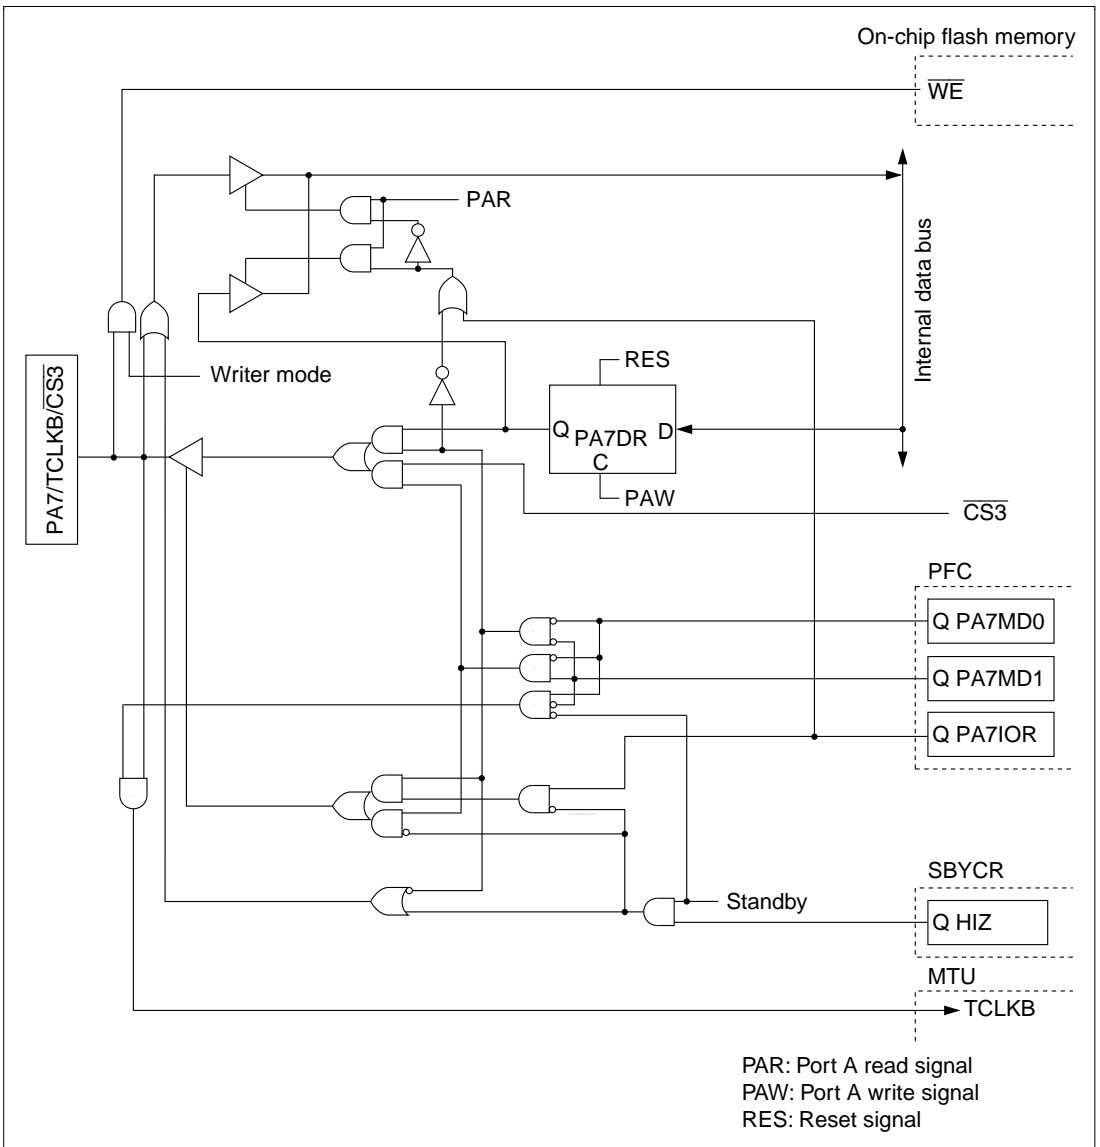 On-chip flash memory
WE
PAR
Internal data bus
Writer mode
RES
PA7/TCLKB/CS3
Q PA7DR D
C
PAW
CS3
PFC
Q PA7MD0
Q PA7MD1
Q PA7IOR
SBYCR
Standby
Q HIZ
MTU
TCLKB
PAR: Port A read signal
PAW: Port A write signal
RES: Reset signal